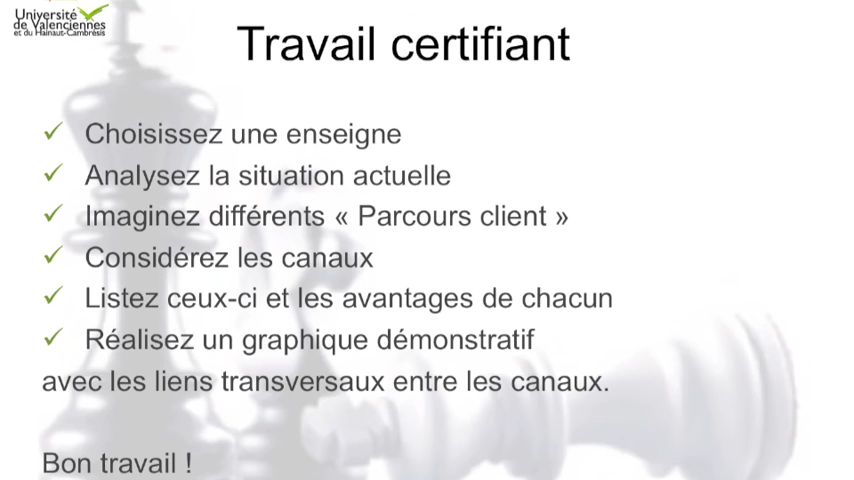 Université
de Valenciennes
et du Hainaut-Cambrésis
Travail certifiant
✓ Choisissez une enseigne
✓ Analysez la situation actuelle
✓ Imaginez différents « Parcours client »
✓ Considérez les canaux
✓ Listez ceux-ci et les avantages de chacun
✓ Réalisez un graphique démonstratif
avec les liens transversaux entre les canaux.
Bon travail !